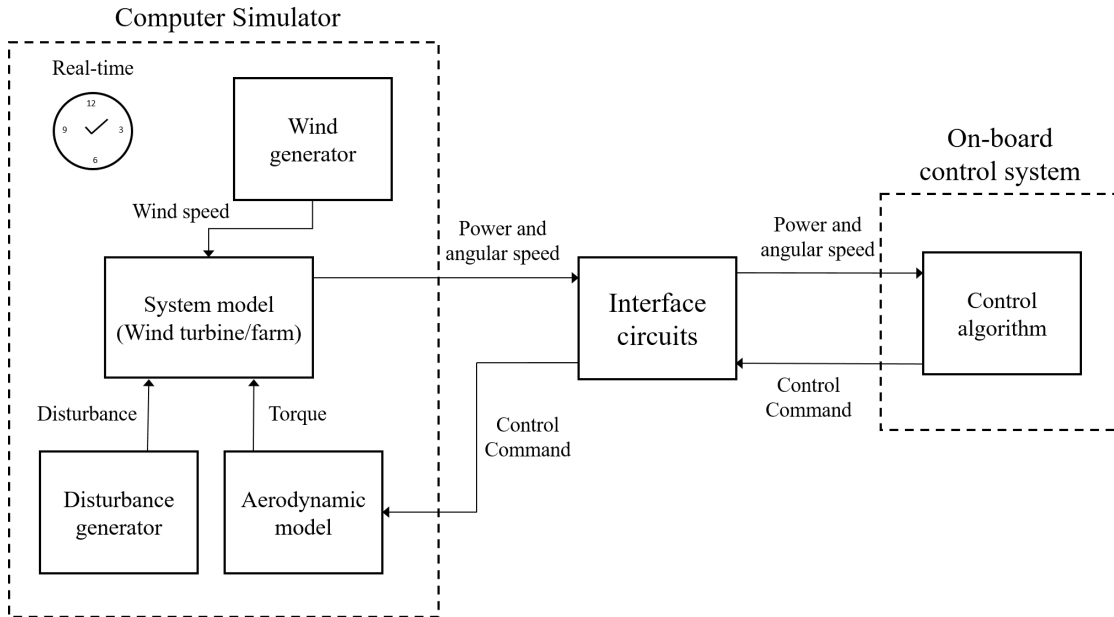 Computer Simulator
Real-time
12
9
3
6
Wind
generator
Wind speed
System model
(Wind turbine/farm)
Disturbance
Torque
Disturbance
generator
Aerodynamic
model
Power and
angular speed
Interface
circuits
Control
Command
Power and
angular speed
Control
Command
On-board
control system
Control
algorithm